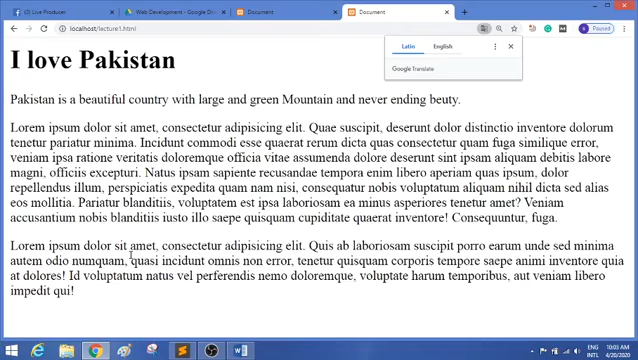 (!) Live Producer
Web Development - Google Dri
Document
Document
localhost/lecture1.html
Paused
Latin
English
Google Translate
I love Pakistan
Pakistan is a beautiful country with large and green Mountain and never ending beuty.
Lorem ipsum dolor sit amet, consectetur adipisicing elit. Quae suscipit, deserunt dolor distinctio inventore dolorum
tenetur pariatur minima. Incidunt commodi esse quaerat rerum dicta quas consectetur quam fuga similique error,
veniam ipsa ratione veritatis doloremque officia vitae assumenda dolore deserunt sint ipsam aliquam debitis labore
magni, officiis excepturi. Natus ipsam sapiente recusandae tempora nemo libero aperiam quas ipsum, dolor
repellendus illum, perspiciatis expedita quam nam nisi, consequatur nobis voluptatum aliquam nihil dicta sed alias
eos mollitia. Pariatur blanditiis, voluptatem est ipsa laboriosam ea minus asperiores tenetur amet? Veniam
accusantium nobis blanditiis iusto illo saepe quisquam cupiditate quaerat inventore! Consequuntur, fuga.
Lorem ipsum dolor sit amet, consectetur adipisicing elit. Quis ab laboriosam suscipit porro earum unde sed minima
autem odio numquam, quasi incidunt omnis non error, tenetur quisquam corporis tempore saepe animi inventore quia
at dolores! Id voluptatum natus vel perferendis nemo doloremque, voluptate harum temporibus, aut veniam libero
impedit qui!
ENG
INTL
10:03 AM
4/20/2020